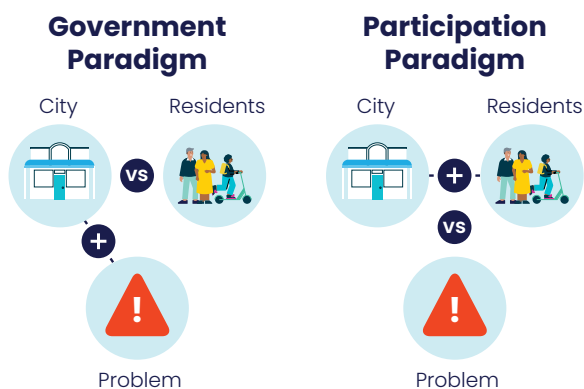 Government
Paradigm
City
Residents
vs
+
!
Problem
Participation
Paradigm
City
Residents
+
vs
!
Problem